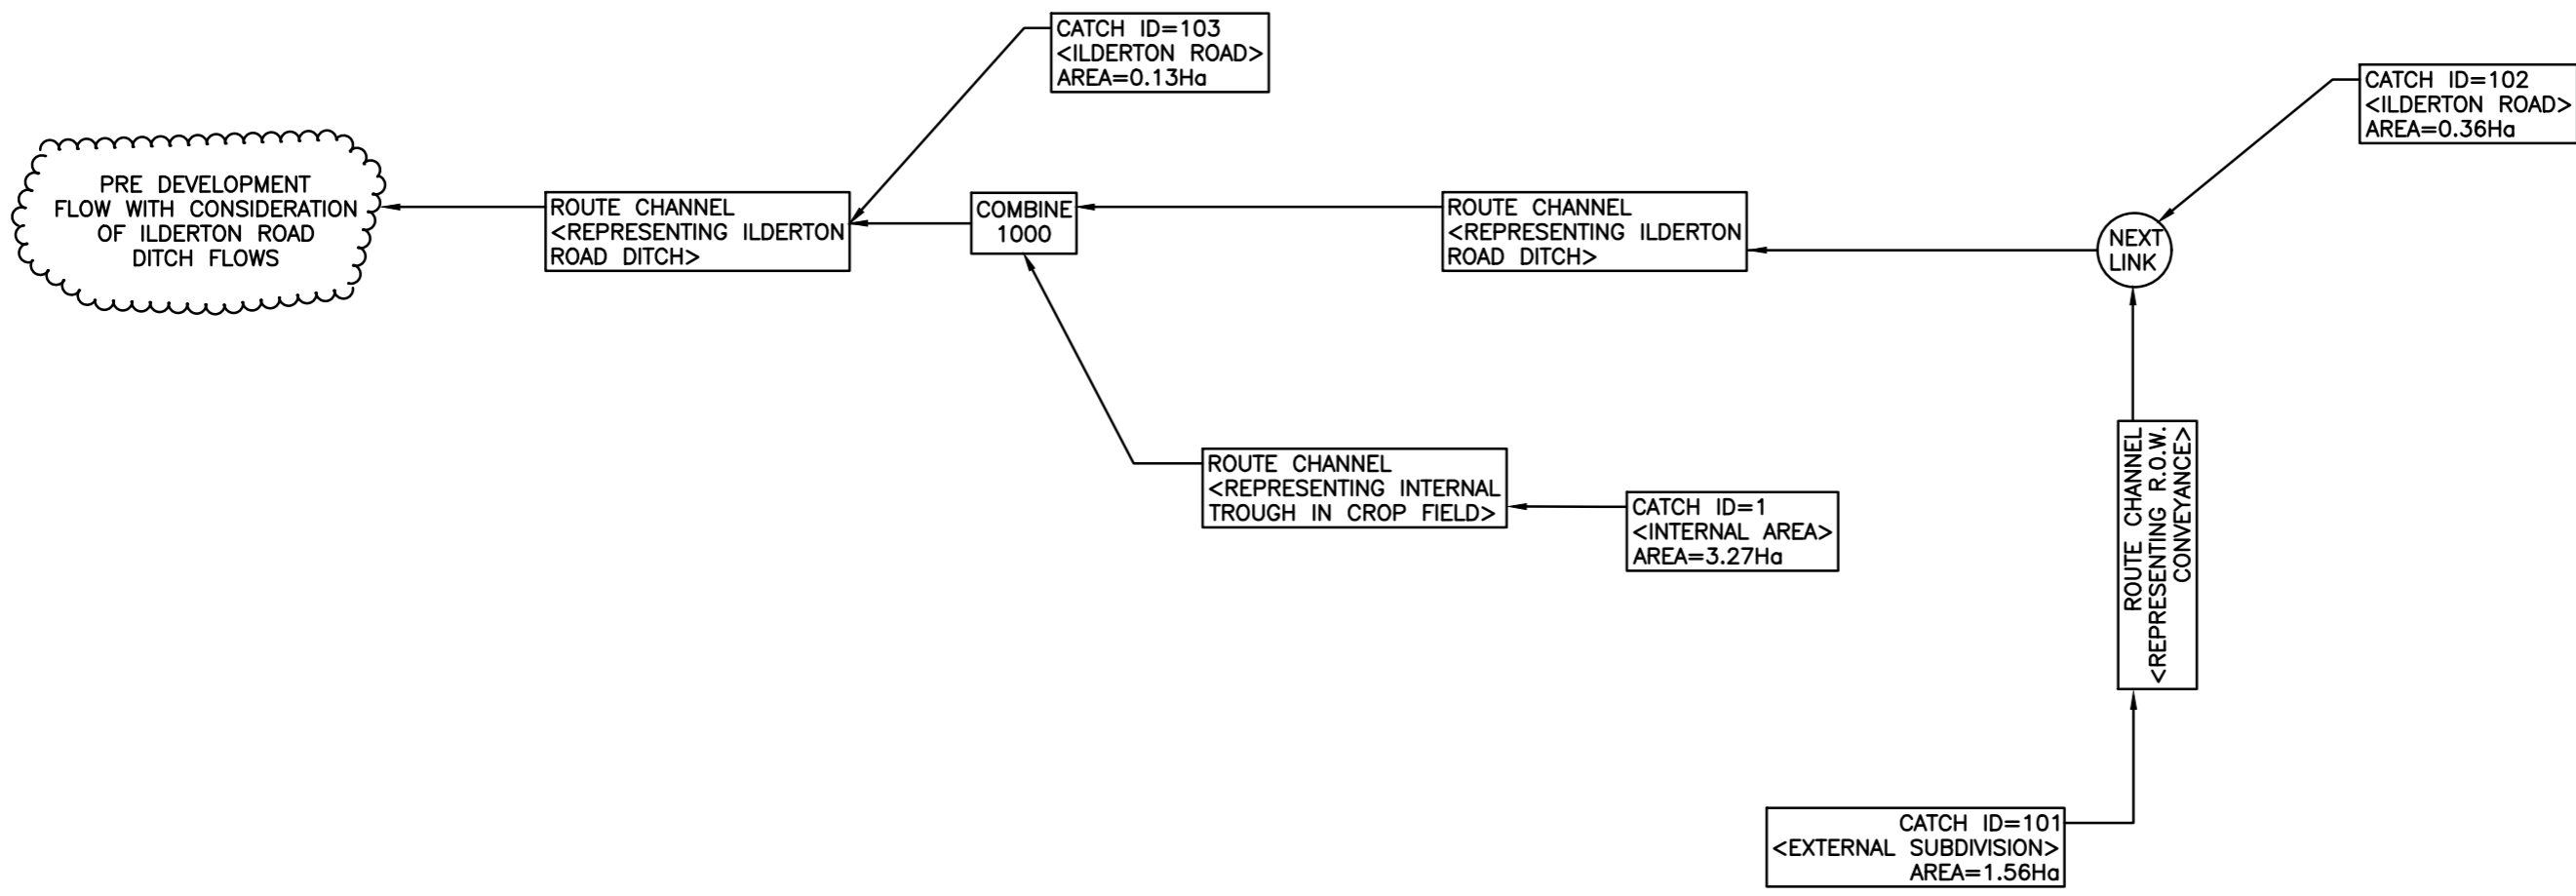 CATCH ID=103
<ILDERTON ROAD>
AREA=0.13Ha
CATCH ID=102
<ILDERTON ROAD>
AREA=0.36Ha
PRE DEVELOPMENT
FLOW WITH CONSIDERATION
OF ILDERTON ROAD
DITCH FLOWS
ROUTE CHANNEL
<REPRESENTING ILDERTON
ROAD DITCH>
COMBINE
1000
ROUTE CHANNEL
<REPRESENTING ILDERTON
ROAD DITCH>
NEXT
LINK
ROUTE CHANNEL
<REPRESENTING INTERNAL
TROUGH IN CROP FIELD>
CATCH ID=1
<INTERNAL AREA>
AREA=3.27Ha
ROUTE CHANNEL
<REPRESENTING R.O.W.
CONVEYANCE>
CATCH ID=101
<EXTERNAL SUBDIVISION>
AREA=1.56Ha